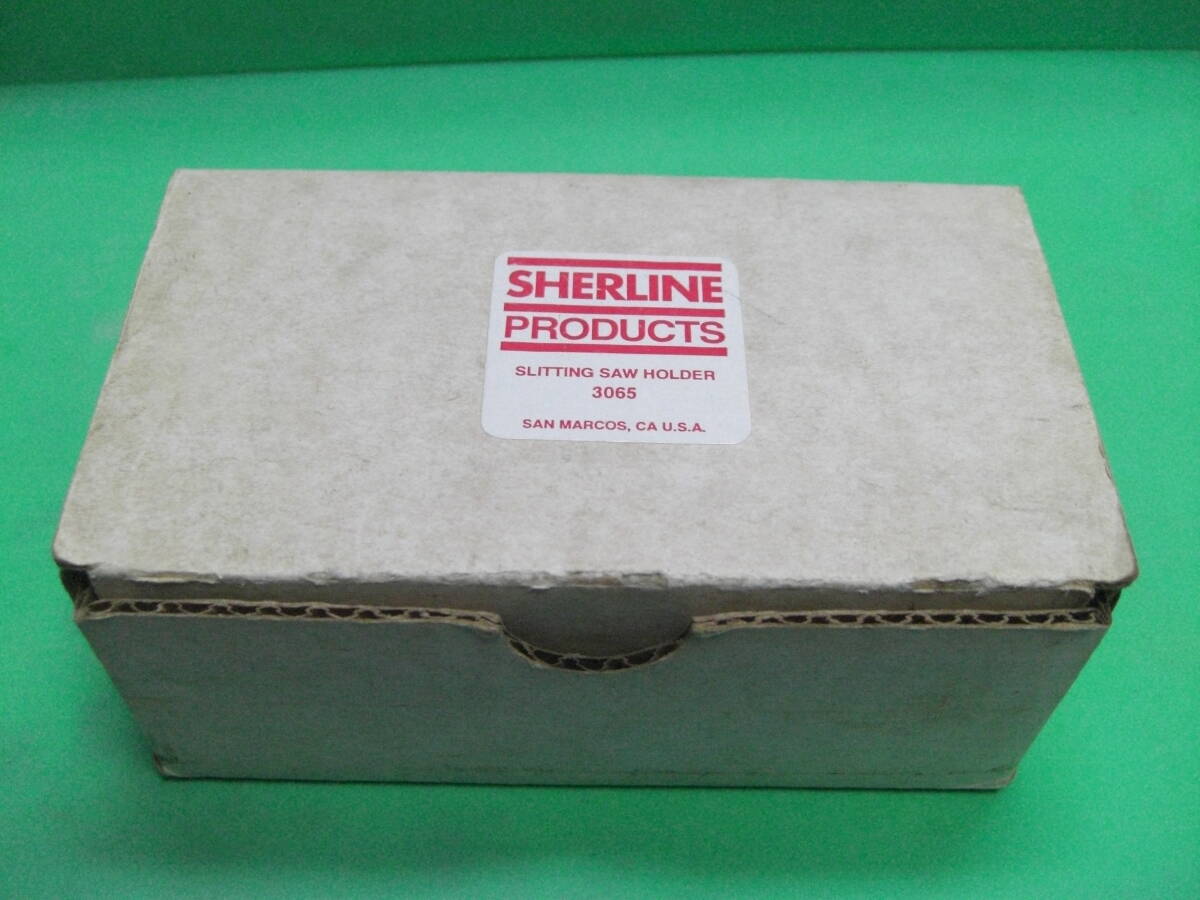 SHERLINE
PRODUCTS
SLITTING SAW HOLDER
3065
SAN MARCOS, CA U.S.A.